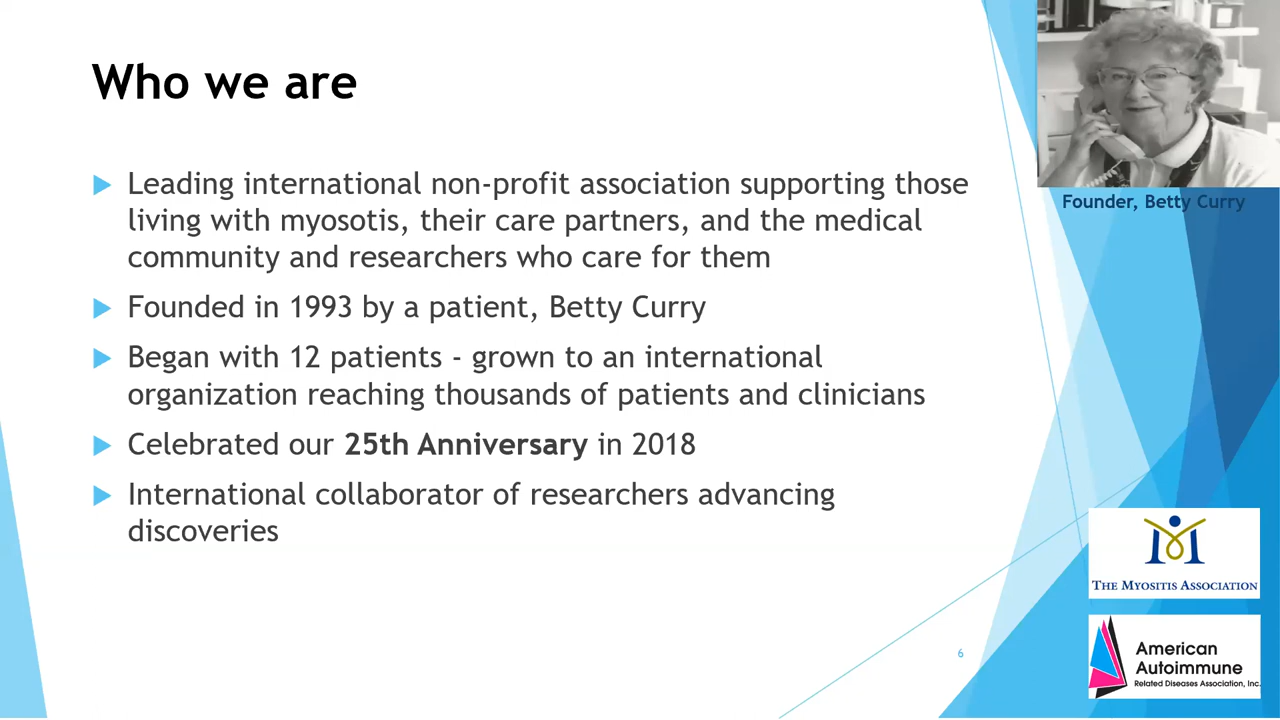 Who we are
Leading international non-profit association supporting those
living with myosotis, their care partners, and the medical
community and researchers who care for them
Founded in 1993 by a patient, Betty Curry
Began with 12 patients - grown to an international
organization reaching thousands of patients and clinicians
Celebrated our 25th Anniversary in 2018
International collaborator of researchers advancing
discoveries
Founder, Betty Curry
THE MYOSITIS ASSOCIATION
American
Autoimmune
Related Diseases Association, Inc.
6